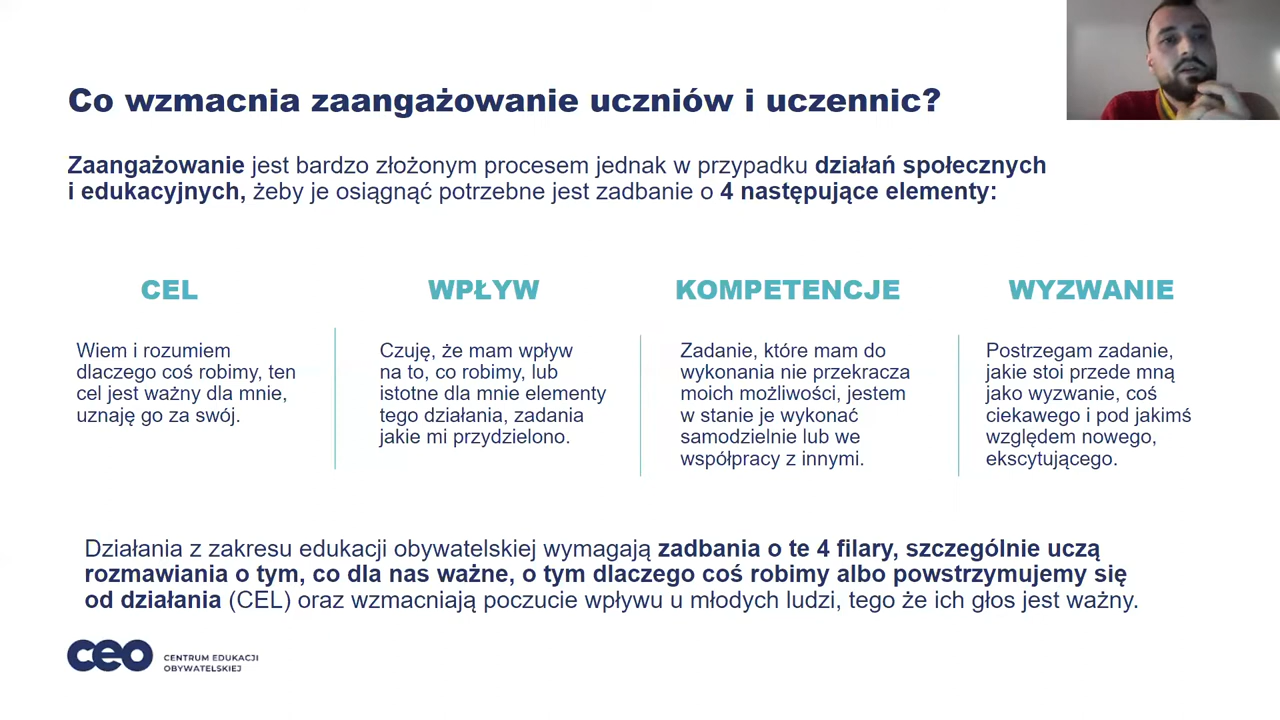 Co wzmacnia zaangażowanie uczniów i uczennic?
Zaangażowanie jest bardzo złożonym procesem jednak w przypadku działań społecznych
i edukacyjnych, żeby je osiągnąć potrzebne jest zadbanie o 4 następujące elementy:
CEL
Wiem i rozumiem
dlaczego coś robimy, ten
cel jest ważny dla mnie,
uznaję go za swój.
WPŁYW
Czuję, że mam wpływ
na to, co robimy, lub
istotne dla mnie elementy
tego działania, zadania
jakie mi przydzielono.
KOMPETENCJE
Zadanie, które mam do
wykonania nie przekracza
moich możliwości, jestem
w stanie je wykonać
samodzielnie lub we
współpracy z innymi.
WYZWANIE
Postrzegam zadanie,
jakie stoi przede mną
jako wyzwanie, coś
ciekawego i pod jakimś
względem nowego,
ekscytującego.
Działania z zakresu edukacji obywatelskiej wymagają zadbania o te 4 filary, szczególnie uczą
rozmawiania o tym, co dla nas ważne, o tym dlaczego coś robimy albo powstrzymujemy się
od działania (CEL) oraz wzmacniają poczucie wpływu u młodych ludzi, tego że ich głos jest ważny.
ceo
CENTRUM EDUKACJI
OBYWATELSKIEJ